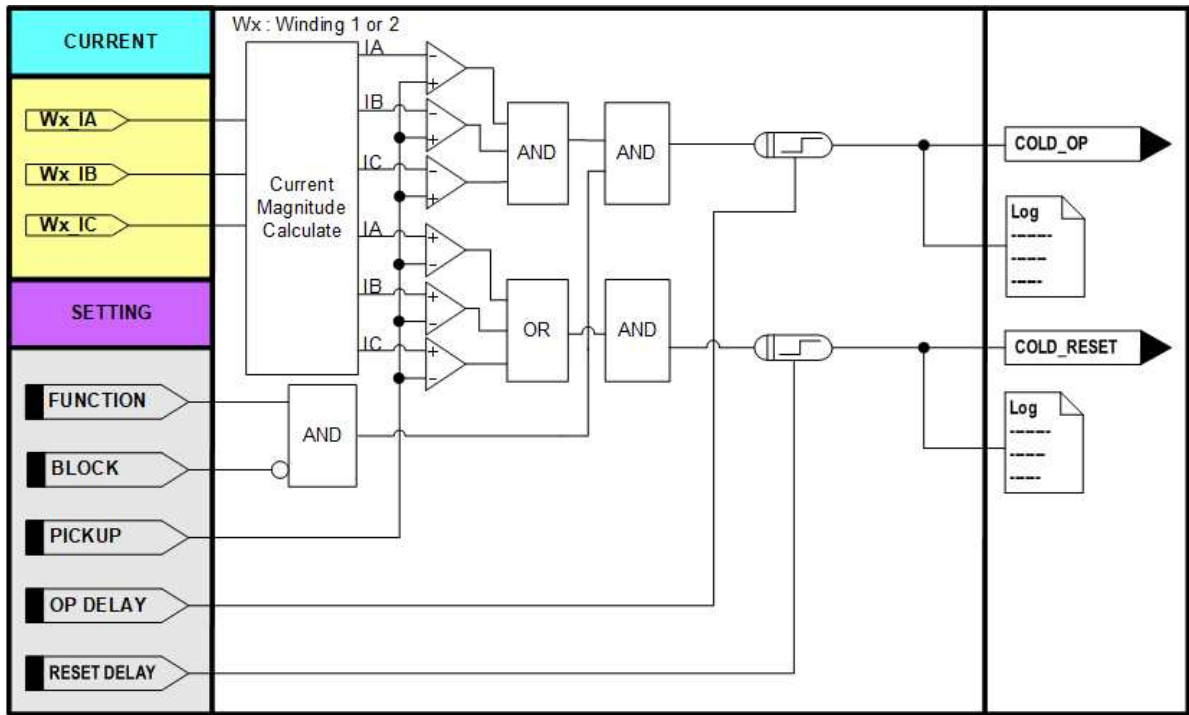 CURRENT
Wx : Winding 1 or 2
Wx_IA
Wx_IB
Wx_IC
Current
Magnitude
Calculate
IA
IB
IC
IA
IB
IC
-
+
-
+
-
+
+
-
+
-
+
-
AND
AND
OR
AND
COLD_OP
Log
COLD_RESET
Log
SETTING
FUNCTION
BLOCK
AND
PICKUP
OP DELAY
RESET DELAY